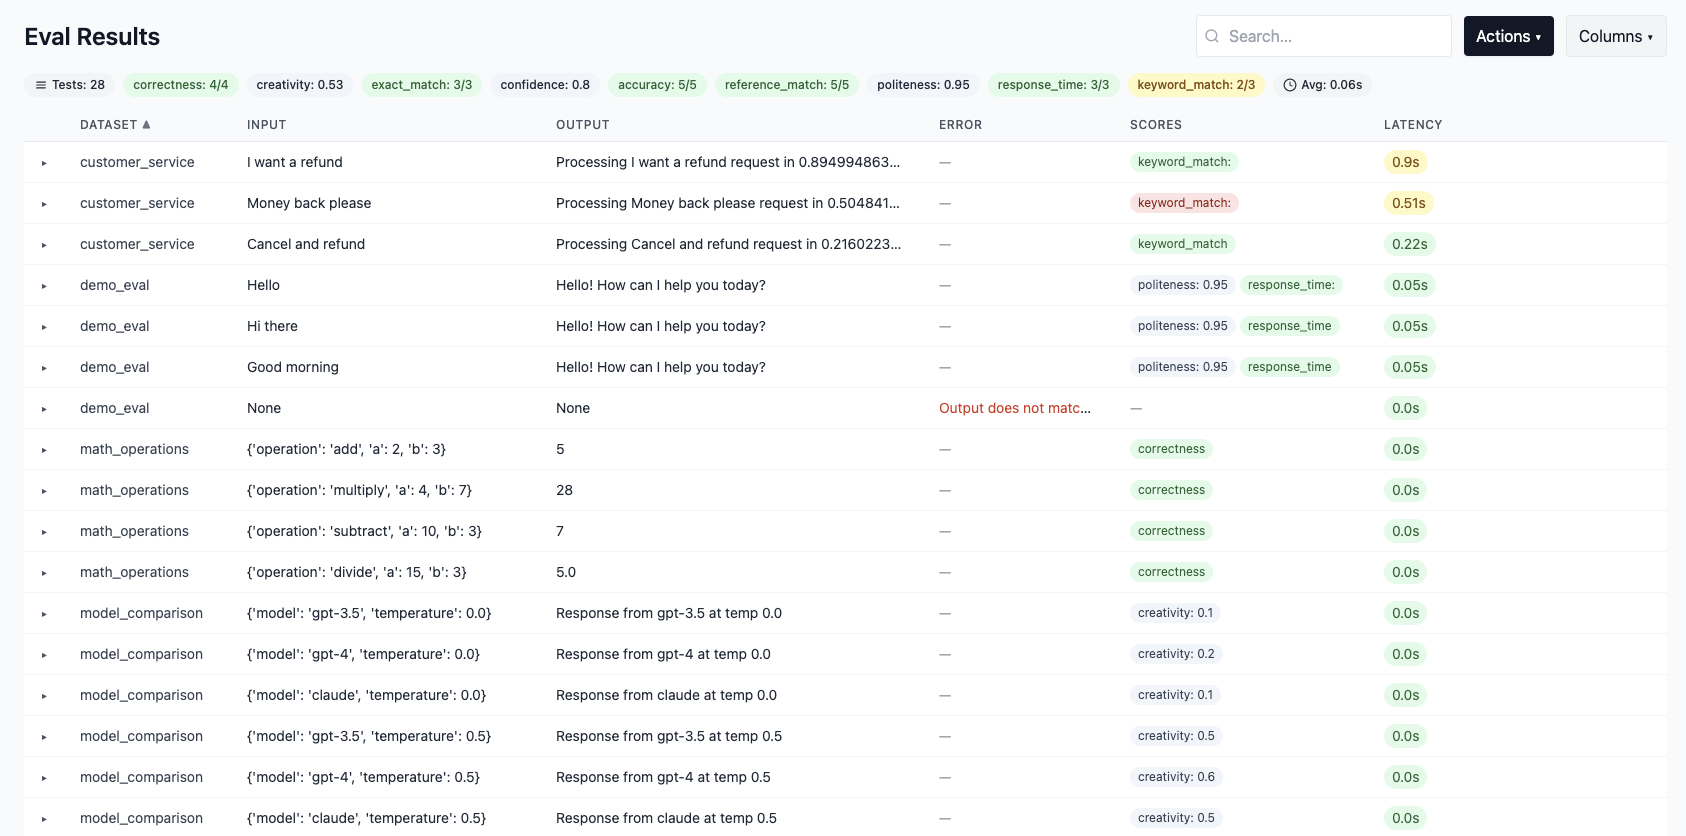 Eval Results
Search...
Actions ▾
Columns ▾
Tests: 28 correctness: 4/4 creativity: 0.53 exact_match: 3/3 confidence: 0.8 accuracy: 5/5 reference_match: 5/5 politeness: 0.95 response_time: 3/3 keyword_match: 2/3 Avg: 0.06s
DATASET ▲ INPUT OUTPUT ERROR SCORES LATENCY
▸ customer_service I want a refund Processing I want a refund request in 0.894994863... — keyword_match: 0.9s
▸ customer_service Money back please Processing Money back please request in 0.504841... — keyword_match: 0.51s
▸ customer_service Cancel and refund Processing Cancel and refund request in 0.2160223... — keyword_match 0.22s
▸ demo_eval Hello Hello! How can I help you today? — politeness: 0.95 response_time: 0.05s
▸ demo_eval Hi there Hello! How can I help you today? — politeness: 0.95 response_time 0.05s
▸ demo_eval Good morning Hello! How can I help you today? — politeness: 0.95 response_time 0.05s
▸ demo_eval None None Output does not matc... — 0.0s
▸ math_operations {'operation': 'add', 'a': 2, 'b': 3} 5 — correctness 0.0s
▸ math_operations {'operation': 'multiply', 'a': 4, 'b': 7} 28 — correctness 0.0s
▸ math_operations {'operation': 'subtract', 'a': 10, 'b': 3} 7 — correctness 0.0s
▸ math_operations {'operation': 'divide', 'a': 15, 'b': 3} 5.0 — correctness 0.0s
▸ model_comparison {'model': 'gpt-3.5', 'temperature': 0.0} Response from gpt-3.5 at temp 0.0 — creativity: 0.1 0.0s
▸ model_comparison {'model': 'gpt-4', 'temperature': 0.0} Response from gpt-4 at temp 0.0 — creativity: 0.2 0.0s
▸ model_comparison {'model': 'claude', 'temperature': 0.0} Response from claude at temp 0.0 — creativity: 0.1 0.0s
▸ model_comparison {'model': 'gpt-3.5', 'temperature': 0.5} Response from gpt-3.5 at temp 0.5 — creativity: 0.5 0.0s
▸ model_comparison {'model': 'gpt-4', 'temperature': 0.5} Response from gpt-4 at temp 0.5 — creativity: 0.6 0.0s
▸ model_comparison {'model': 'claude', 'temperature': 0.5} Response from claude at temp 0.5 — creativity: 0.5 0.0s